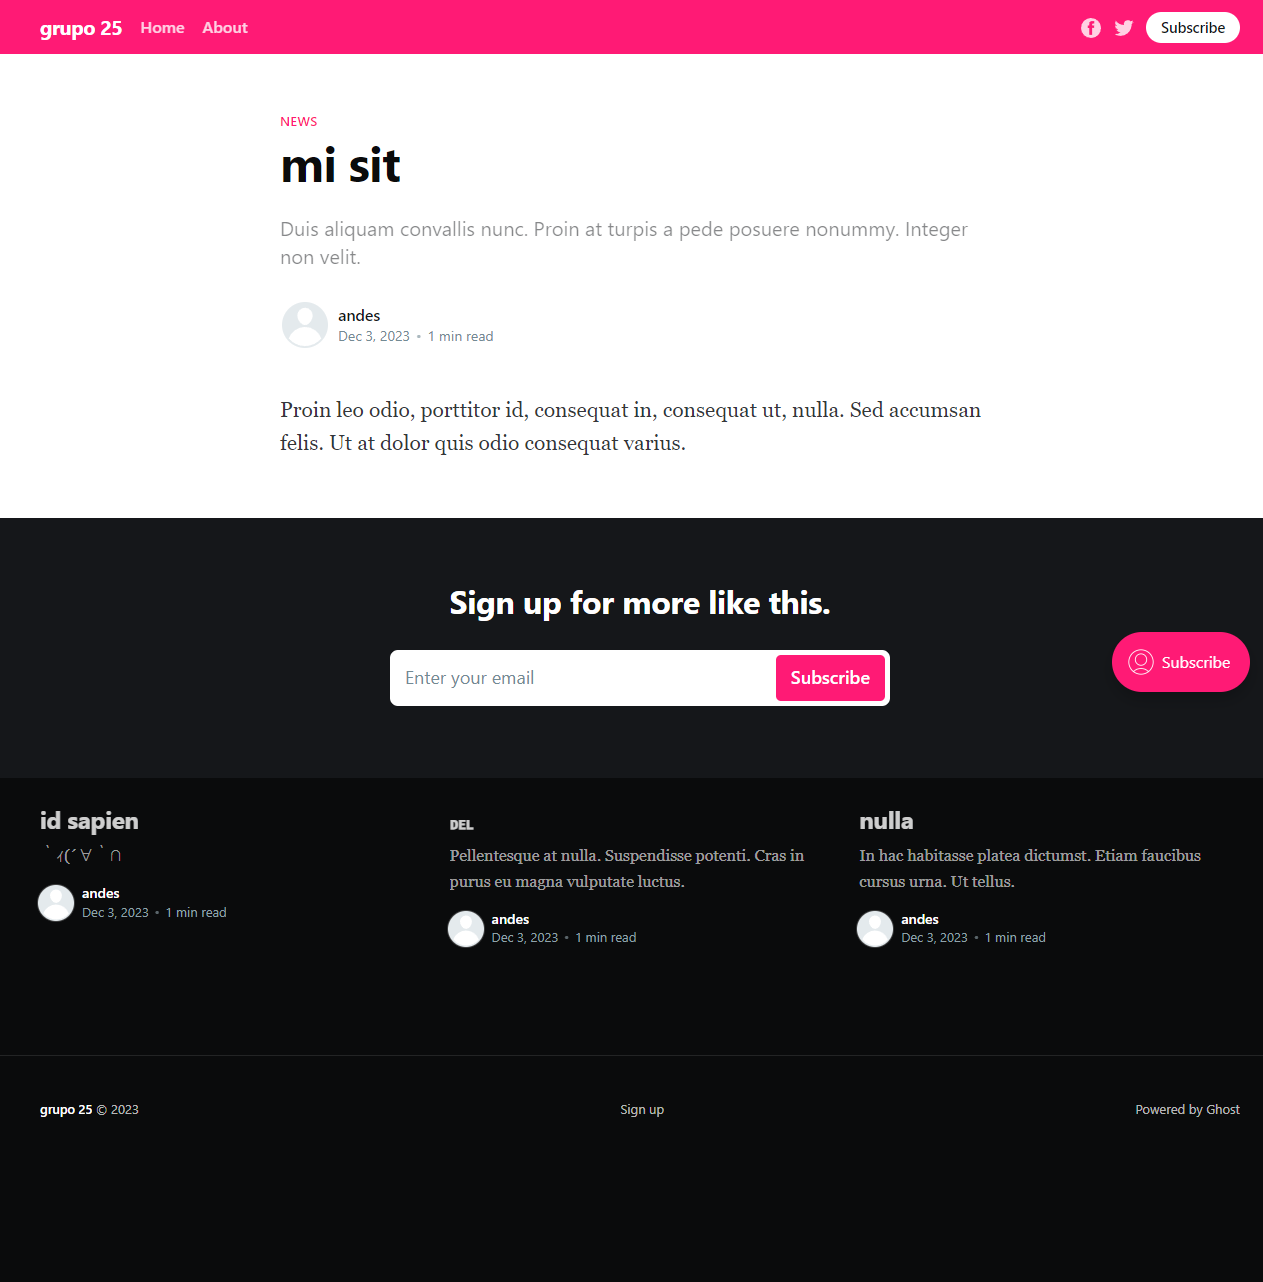 grupo 25 Home About Subscribe
NEWS
mi sit
Duis aliquam convallis nunc. Proin at turpis a pede posuere nonummy. Integer
non velit.
andes
Dec 3, 2023 • 1 min read
Proin leo odio, porttitor id, consequat in, consequat ut, nulla. Sed accumsan
felis. Ut at dolor quis odio consequat varius.
Sign up for more like this.
Enter your email Subscribe
Subscribe
id sapien
｀ｨ(´∀｀∩
andes
Dec 3, 2023 • 1 min read
DEL
Pellentesque at nulla. Suspendisse potenti. Cras in
purus eu magna vulputate luctus.
andes
Dec 3, 2023 • 1 min read
nulla
In hac habitasse platea dictumst. Etiam faucibus
cursus urna. Ut tellus.
andes
Dec 3, 2023 • 1 min read
grupo 25 © 2023
Sign up
Powered by Ghost